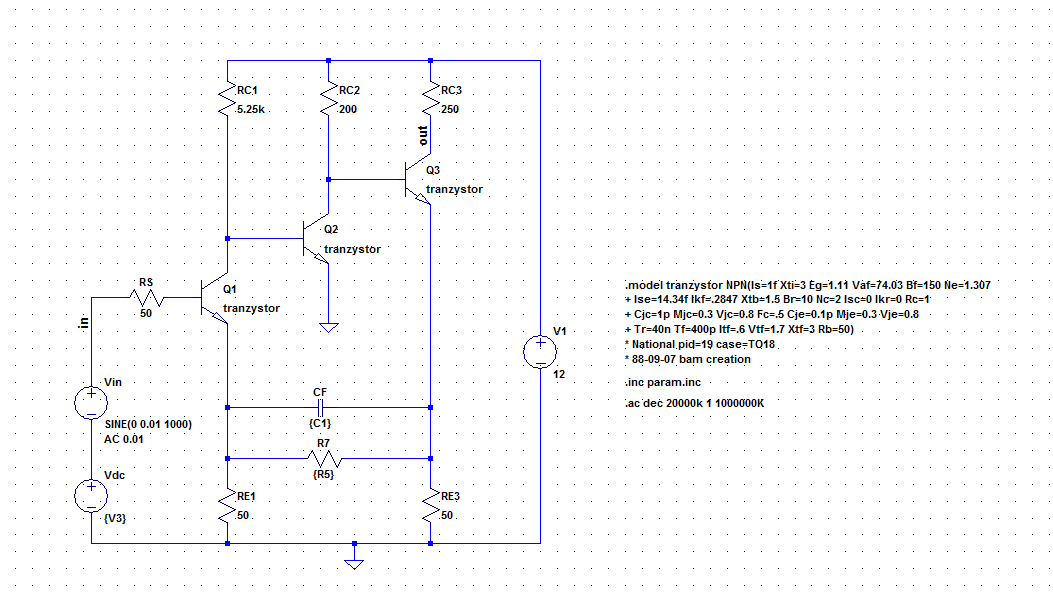 RC1
5.25k
RC2
200
RC3
250
out
Q3
tranzystor
Q2
tranzystor
RS
50
Q1
tranzystor
in
V1
12
Vin
SINE(0 0.01 1000)
AC 0.01
CF
{C1}
R7
{R5}
Vdc
{V3}
RE1
50
RE3
50
.model tranzystor NPN(Is=1f Xti=3 Eg=1.11 Vaf=74.03 Bf=150 Ne=1.307
+ Ise=14.34f Ikf=.2847 Xtb=1.5 Br=10 Nc=2 Isc=0 Ikr=0 Rc=1
+ Cjc=1p Mjc=0.3 Vjc=0.8 Fc=.5 Cje=0.1p Mje=0.3 Vje=0.8
+ Tr=40n Tf=400p Itf=.6 Vtf=1.7 Xtf=3 Rb=50)
* National pid=19 case=TO18
* 88-09-07 bam creation
.inc param.inc
.ac dec 20000k 1 1000000K